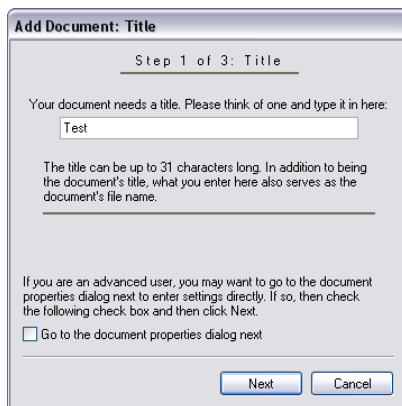 Add Document: Title
Step 1 of 3: Title
Your document needs a title. Please think of one and type it in here:
Test
The title can be up to 31 characters long. In addition to being
the document's title, what you enter here also serves as the
document's file name.
If you are an advanced user, you may want to go to the document
properties dialog next to enter settings directly. If so, then check
the following check box and then click Next.
Go to the document properties dialog next
Next
Cancel